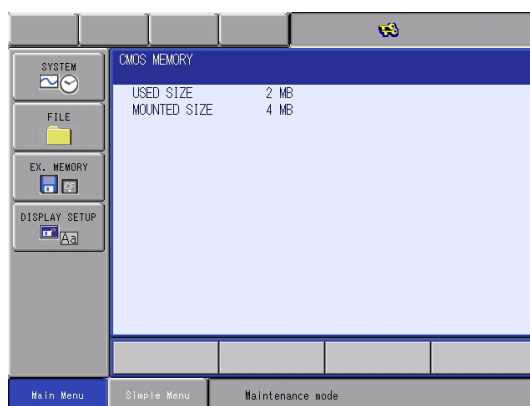 SYSTEM
FILE
EX. MEMORY
DISPLAY SETUP
Aa
CMOS MEMORY
USED SIZE 2 MB
MOUNTED SIZE 4 MB
Main Menu
Simple Menu
Maintenance mode